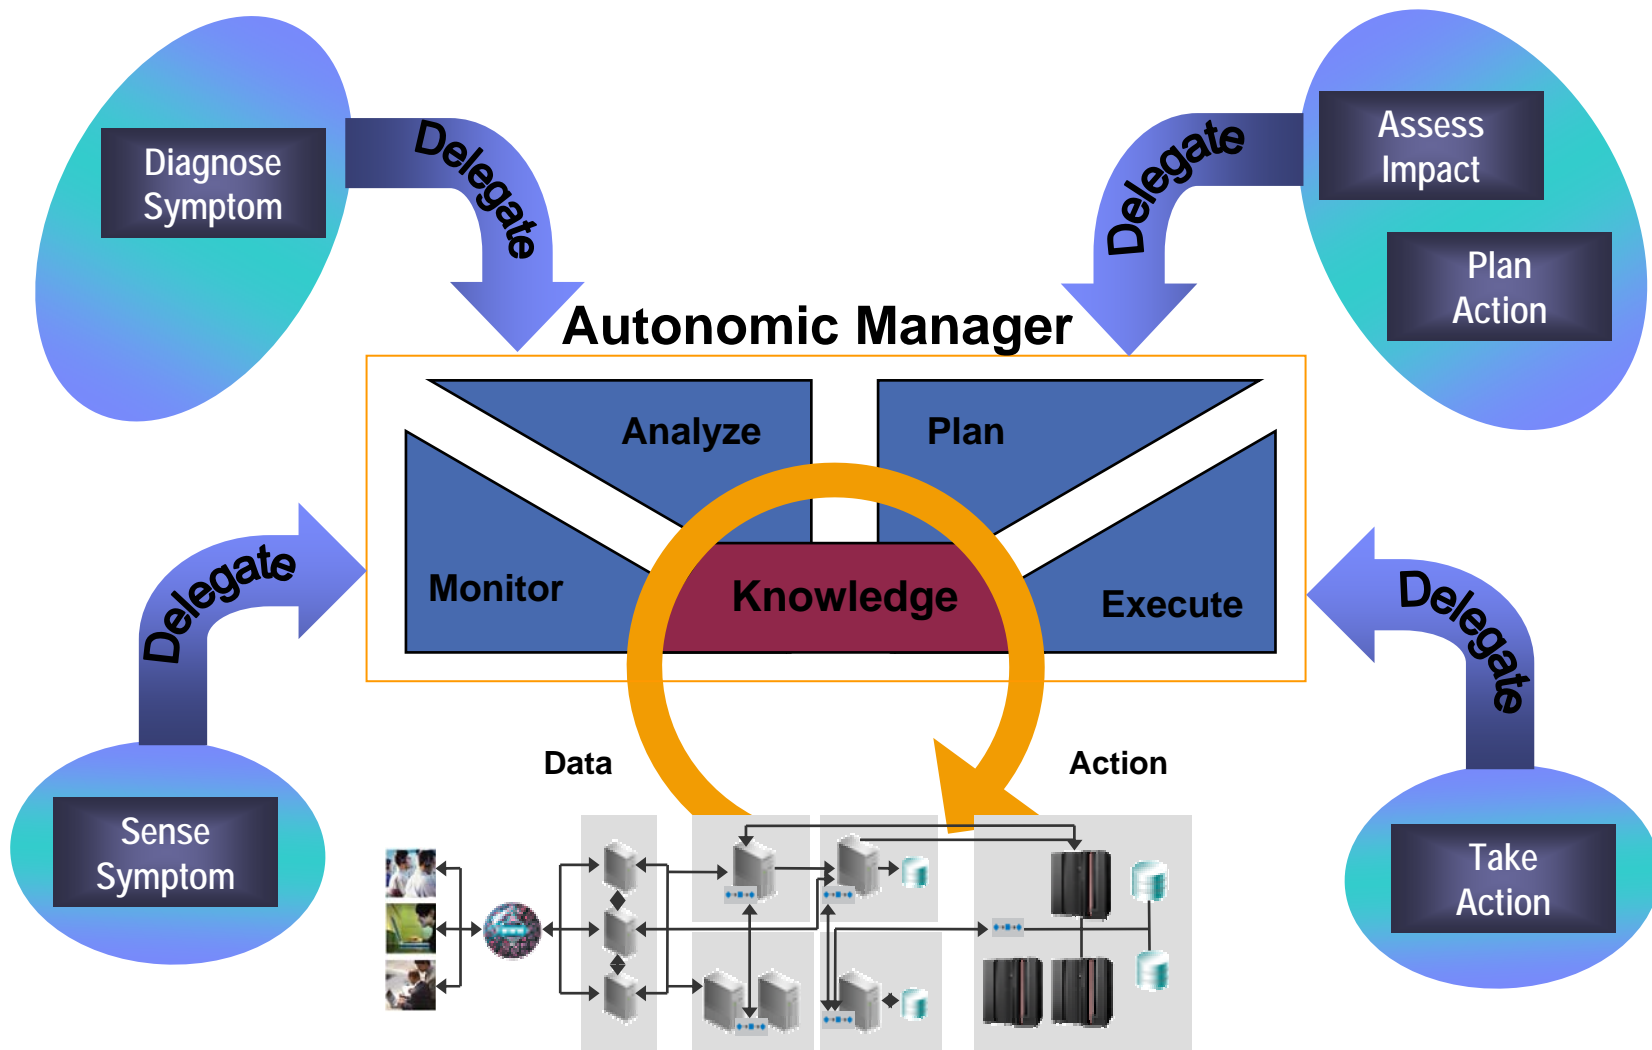 Diagnose
Symptom
Delegate
Delegate
Assess
Impact
Plan
Action
Autonomic Manager
Analyze
Plan
Monitor
Knowledge
Execute
Delegate
Delegate
Data
Action
Sense
Symptom
Take
Action